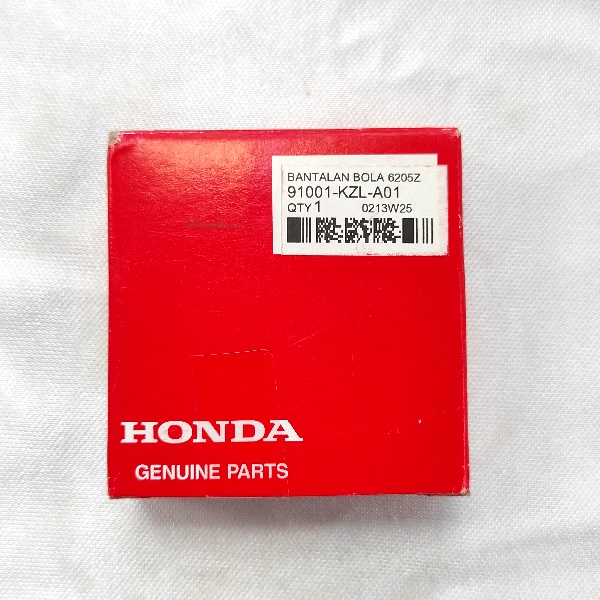 BANTALAN BOLA 6205Z
91001-KZL-A01
QTY 1 0213W25
HONDA
GENUINE PARTS